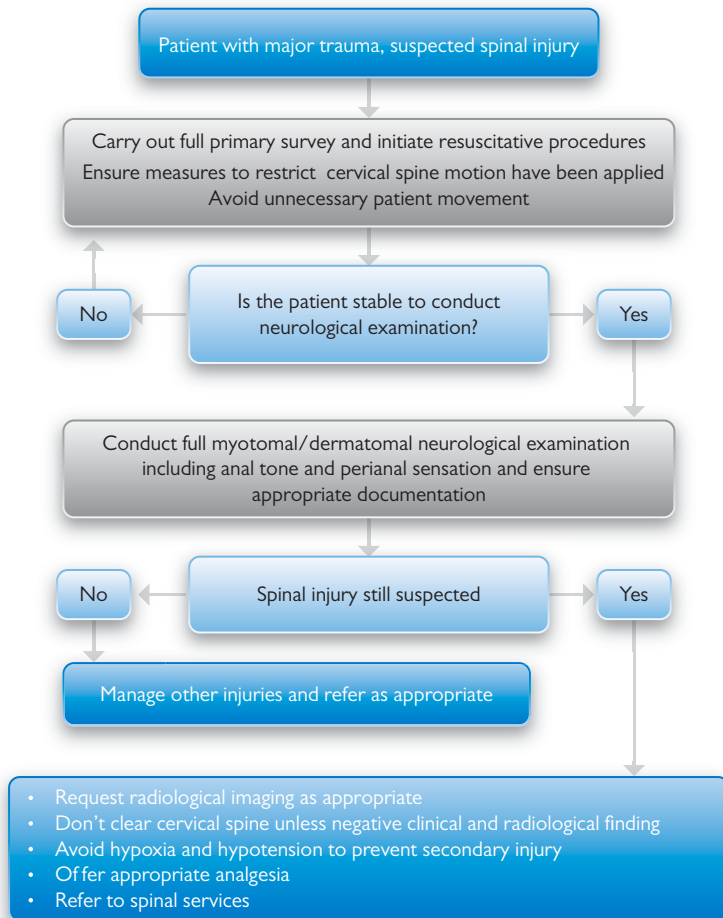 Patient with major trauma, suspected spinal injury
Carry out full primary survey and initiate resuscitative procedures
Ensure measures to restrict cervical spine motion have been applied
Avoid unnecessary patient movement
No
Is the patient stable to conduct
neurological examination?
Yes
Conduct full myotomal/dermatomal neurological examination
including anal tone and perianal sensation and ensure
appropriate documentation
No
Spinal injury still suspected
Yes
Manage other injuries and refer as appropriate
• Request radiological imaging as appropriate
• Don't clear cervical spine unless negative clinical and radiological finding
• Avoid hypoxia and hypotension to prevent secondary injury
• Offer appropriate analgesia
• Refer to spinal services